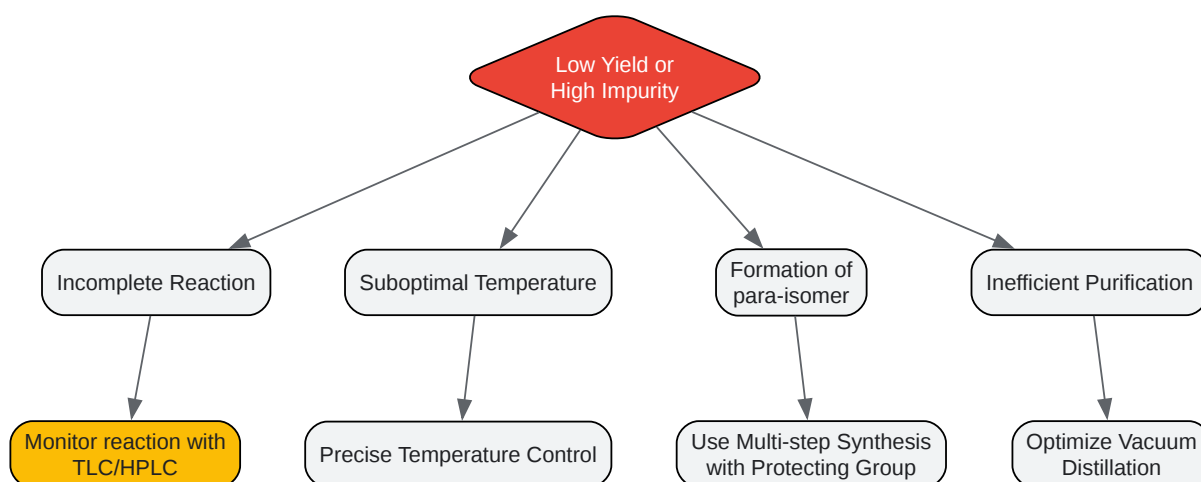 Low Yield or
High Impurity
Incomplete Reaction
Suboptimal Temperature
Formation of
para-isomer
Inefficient Purification
Monitor reaction with
TLC/HPLC
Precise Temperature Control
Use Multi-step Synthesis
with Protecting Group
Optimize Vacuum
Distillation